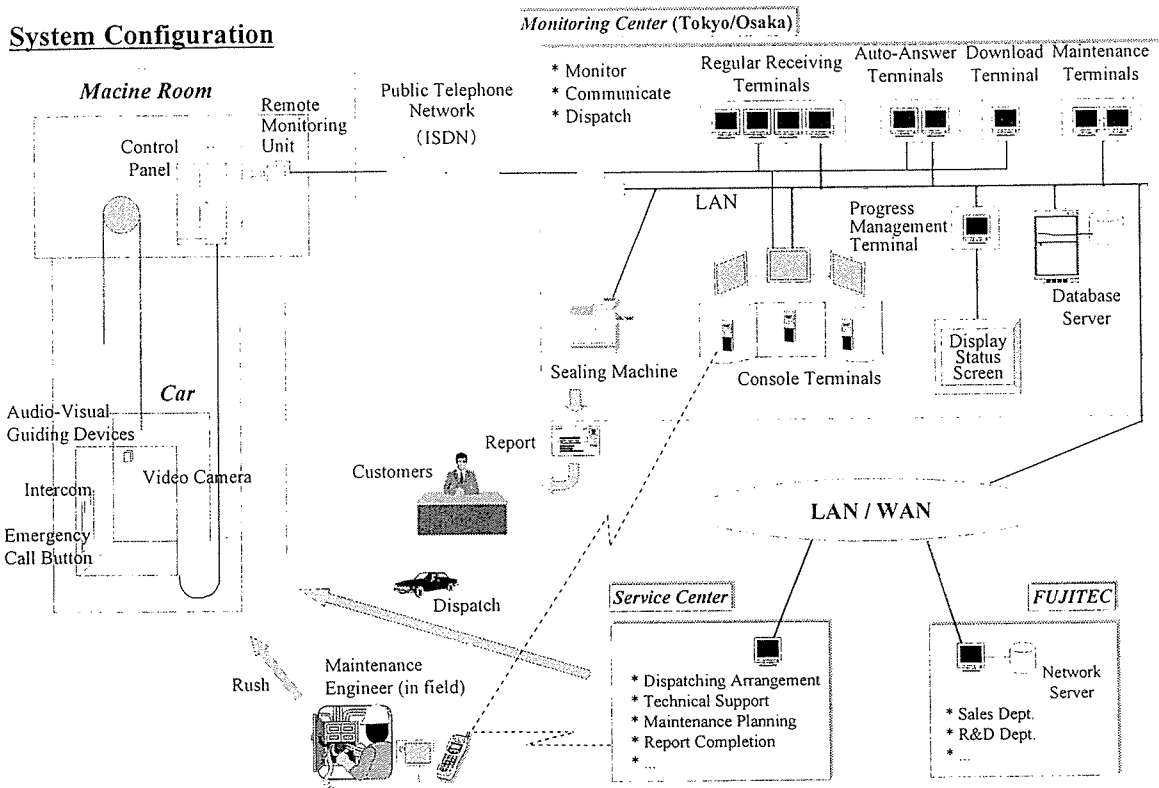 System Configuration
Monitoring Center (Tokyo/Osaka)
* Monitor
* Communicate
* Dispatch
Regular Receiving
Terminals
Auto-Answer
Terminals
Download
Terminal
Maintenance
Terminals
Macine Room
Remote
Monitoring
Unit
Control
Panel
Public Telephone
Network
(ISDN)
LAN
Progress
Management
Terminal
Database
Server
Display
Status
Screen
Sealing Machine
Console Terminals
Car
Audio-Visual
Guiding Devices
Video Camera
Intercom
Emergency
Call Button
Report
Customers
LAN / WAN
Dispatch
Rush
Maintenance
Engineer (in field)
Service Center
* Dispatching Arrangement
* Technical Support
* Maintenance Planning
* Report Completion
* ...
FUJITEC
Network
Server
* Sales Dept.
* R&D Dept.
* ...